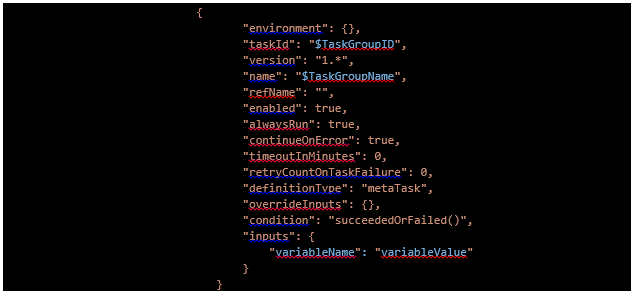 {
"environment": {},
"taskId": "$TaskGroupID",
"version": "1.*",
"name": "$TaskGroupName",
"refName": "",
"enabled": true,
"alwaysRun": true,
"continueOnError": true,
"timeoutInMinutes": 0,
"retryCountOnTaskFailure": 0,
"definitionType": "metaTask",
"overrideInputs": {},
"condition": "succeededOrFailed()",
"inputs": {
"variableName": "variableValue"
}
}